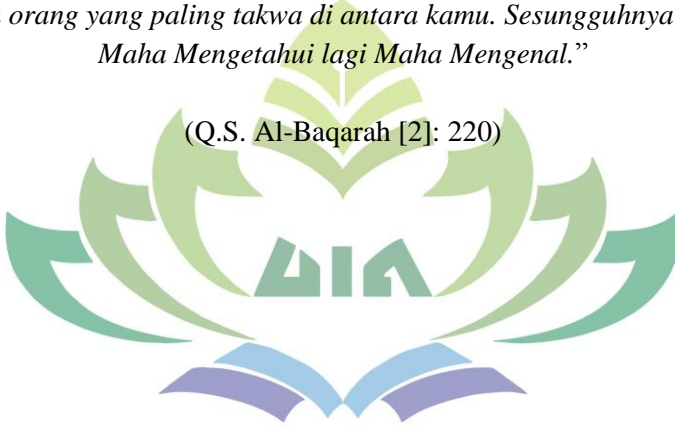 orang yang paling takwa di antara kamu. Sesungguhnya
Maha Mengetahui lagi Maha Mengenal.”
(Q.S. Al-Baqarah [2]: 220)